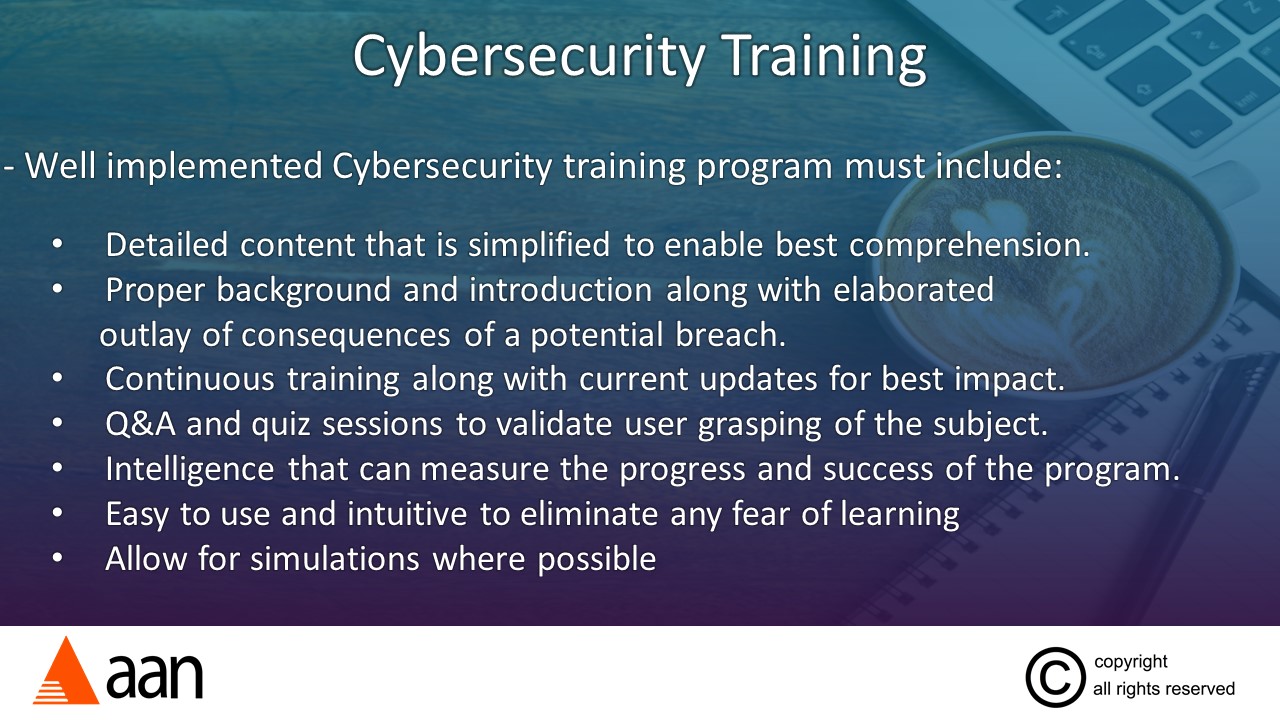 Cybersecurity Training
- Well implemented Cybersecurity training program must include:
• Detailed content that is simplified to enable best comprehension.
• Proper background and introduction along with elaborated
outlay of consequences of a potential breach.
• Continuous training along with current updates for best impact.
• Q&A and quiz sessions to validate user grasping of the subject.
• Intelligence that can measure the progress and success of the program.
• Easy to use and intuitive to eliminate any fear of learning
• Allow for simulations where possible
aan
© copyright
all rights reserved